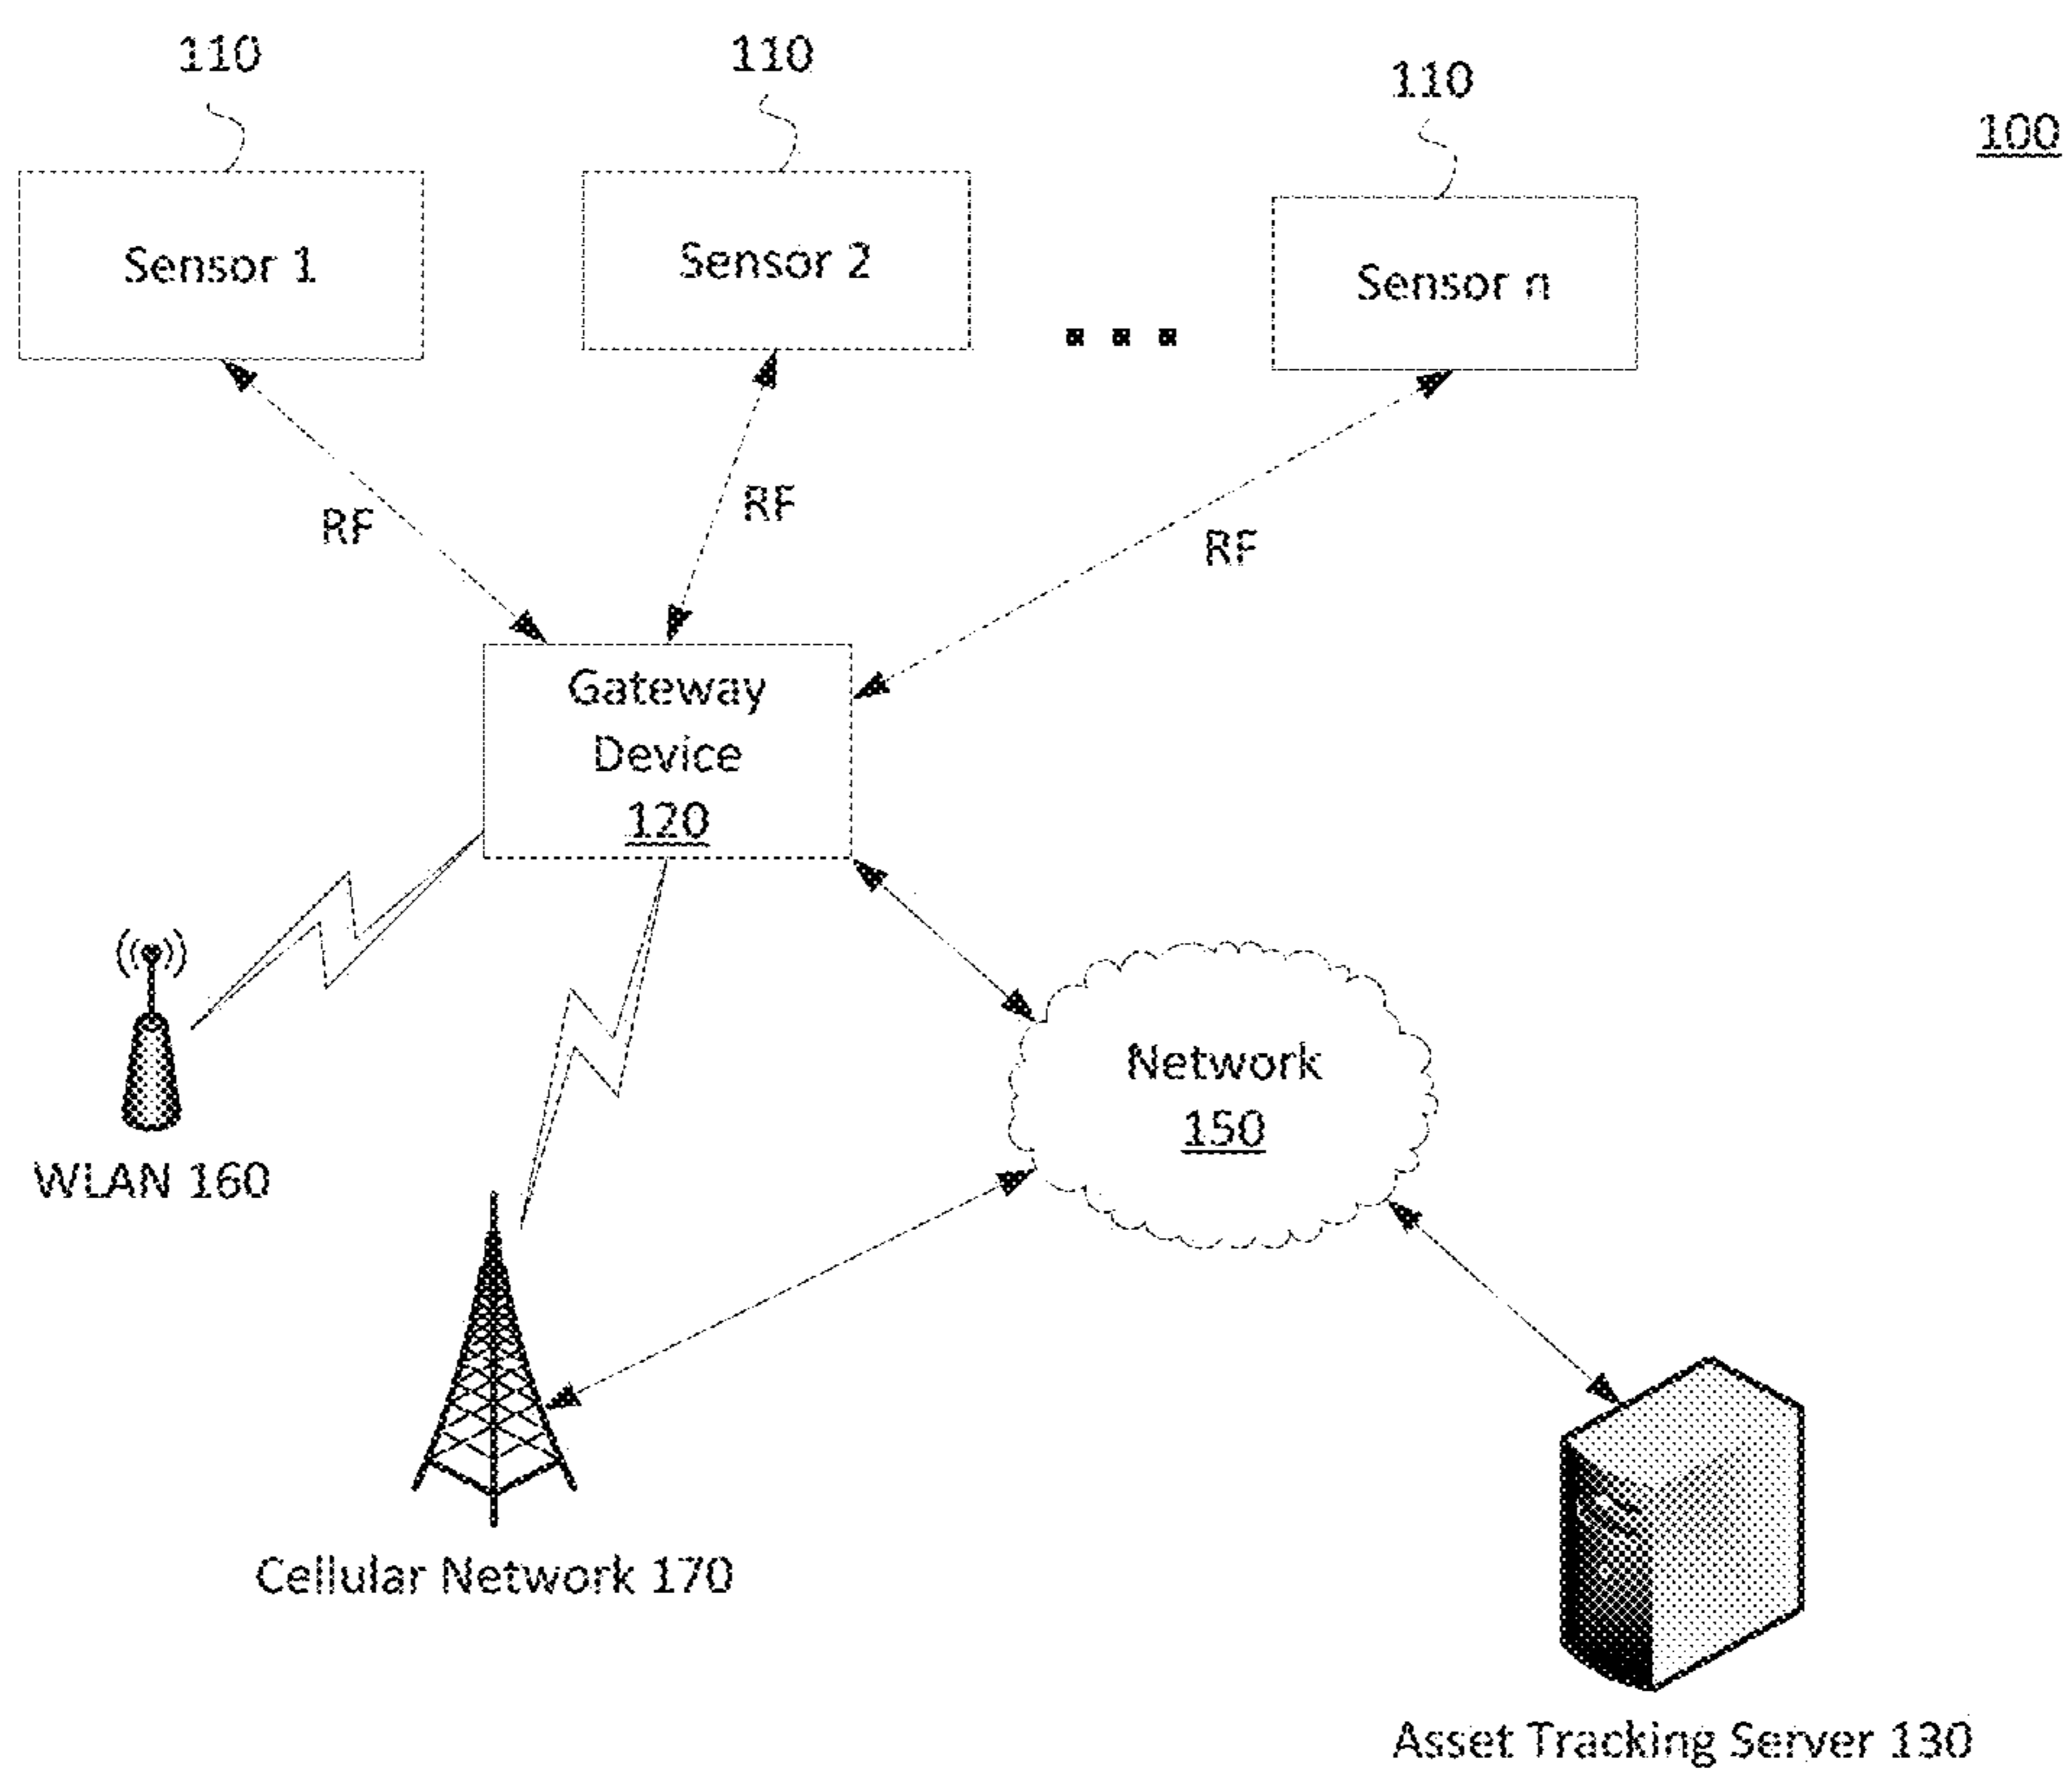 110
110
110
100
Sensor 1
Sensor 2
Sensor n
RF
RF
RF
Gateway
Device
120
Network
150
WLAN 160
Cellular Network 170
Asset Tracking Server 130